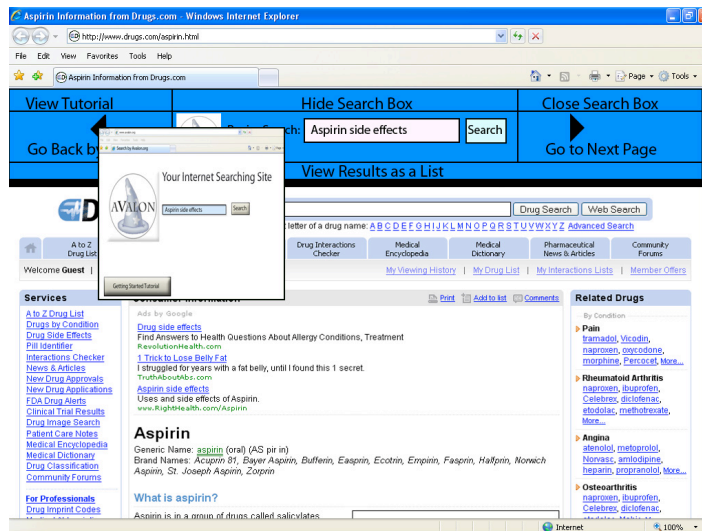 Aspirin Information from Drugs.com - Windows Internet Explorer
http://www.drugs.com/aspirin.html
File Edit View Favorites Tools Help
Aspirin Information from Drugs.com
Page Tools
View Tutorial Hide Search Box Close Search Box
Aspirin side effects Search
Go Back by Go to Next Page
View Results as a List
Search by Avalon.org
Your Internet Searching Site
AVALON
Aspirin side effects Search
Getting Started Tutorial
D
Drug Search Web Search
letter of a drug name: A B C D E F G H I J K L M N O P Q R S T U V W X Y Z Advanced Search
A to Z Drug List
Drug Interactions Checker
Medical Encyclopedia
Medical Dictionary
Pharmaceutical News & Articles
Community Forums
Welcome Guest | My Viewing History | My Drug List | My Interactions Lists | Member Offers
Services
A to Z Drug List
Drugs by Condition
Drug Side Effects
Pill Identifier
Interactions Checker
News & Articles
New Drug Approvals
New Drug Applications
FDA Drug Alerts
Clinical Trial Results
Drug Image Search
Patient Care Notes
Medical Encyclopedia
Medical Dictionary
Drug Classification
Community Forums
For Professionals
Drug Imprint Codes
Consumer Information Print Add to list Comments
Ads by Google
Drug side effects
Find Answers to Health Questions About Allergy Conditions, Treatment
RevolutionHealth.com
1 Trick to Lose Belly Fat
I struggled for years with a fat belly, until I found this 1 secret.
TruthAboutAbs.com
Aspirin side effects
Uses and side effects of Aspirin.
www.RightHealth.com/Aspirin
Aspirin
Generic Name: aspirin (oral) (AS pir in)
Brand Names: Acuprin 81, Bayer Aspirin, Bufferin, Easprin, Ecotrin, Empirin, Fasprin, Halfprin, Norwich
Aspirin, St. Joseph Aspirin, Zorprin
What is aspirin?
Aspirin is in a group of drugs called salicylates
Related Drugs
By Condition
Pain
tramadol, Vicodin,
naproxen, oxycodone,
morphine, Percocet, More...
Rheumatoid Arthritis
naproxen, ibuprofen,
Celebrex, diclofenac,
etodolac, methotrexate,
More...
Angina
atenolol, metoprolol,
Norvasc, amlodipine,
heparin, propranolol, More...
Osteoarthritis
naproxen, ibuprofen,
Celebrex, diclofenac,
Internet 100%